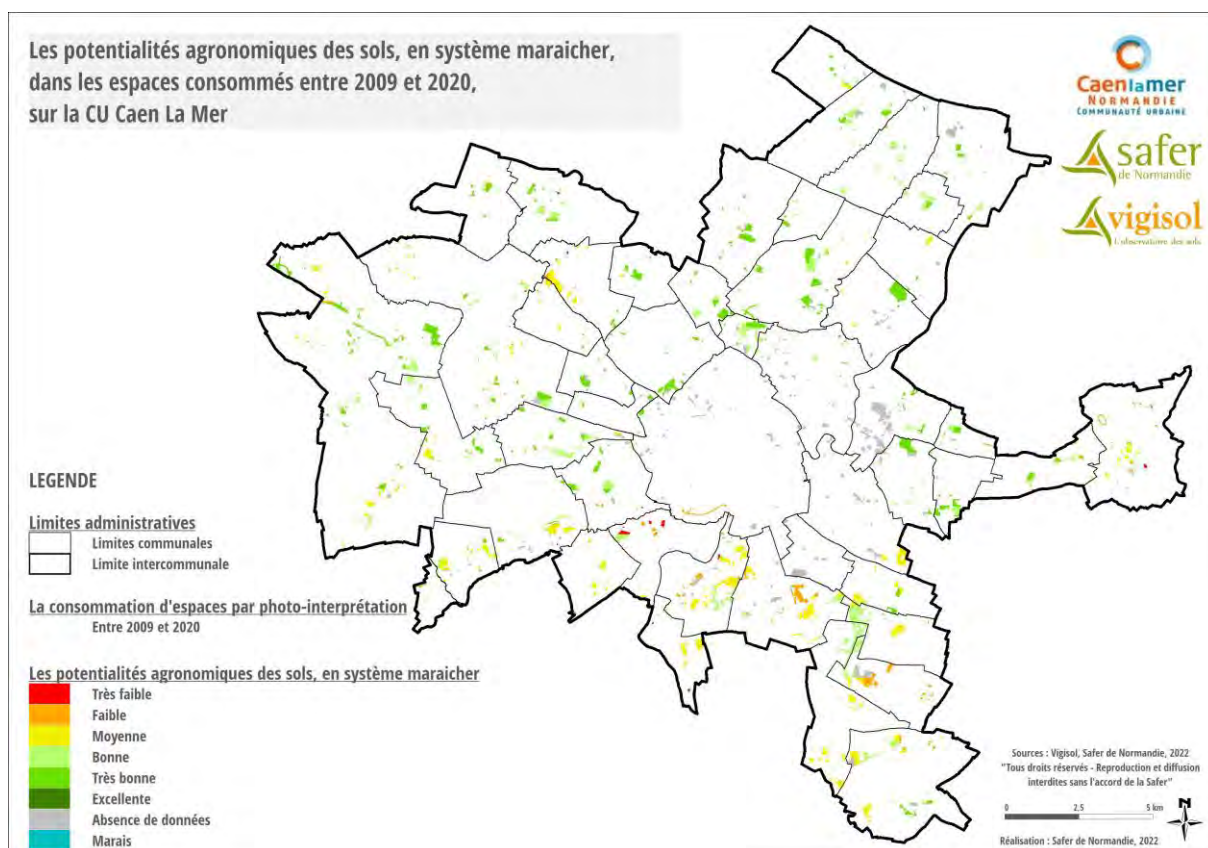 Les potentialités agronomiques des sols, en système maraicher,
dans les espaces consommés entre 2009 et 2020,
sur la CU Caen La Mer
Caenlamer
NORMANDIE
COMMUNAUTÉ URBAINE
safer
de Normandie
vigisol
L'observatoire des sols
LEGENDE
Limites administratives
Limites communales
Limite intercommunale
La consommation d'espaces par photo-interprétation
Entre 2009 et 2020
Les potentialités agronomiques des sols, en système maraicher
Très faible
Faible
Moyenne
Bonne
Très bonne
Excellente
Absence de données
Marais
Sources : Vigisol, Safer de Normandie, 2022
"Tous droits réservés - Reproduction et diffusion
interdites sans l'accord de la Safer"
0 2.5 5 km
N
Réalisation : Safer de Normandie, 2022